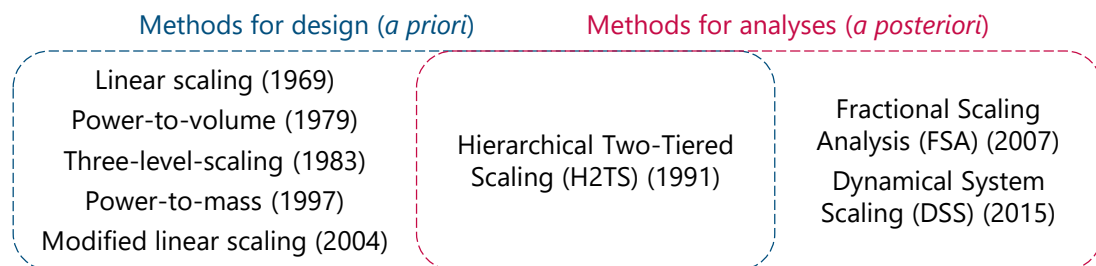 Methods for design (a priori)
Methods for analyses (a posteriori)
Linear scaling (1969)
Power-to-volume (1979)
Three-level-scaling (1983)
Power-to-mass (1997)
Modified linear scaling (2004)
Hierarchical Two-Tiered
Scaling (H2TS) (1991)
Fractional Scaling
Analysis (FSA) (2007)
Dynamical System
Scaling (DSS) (2015)